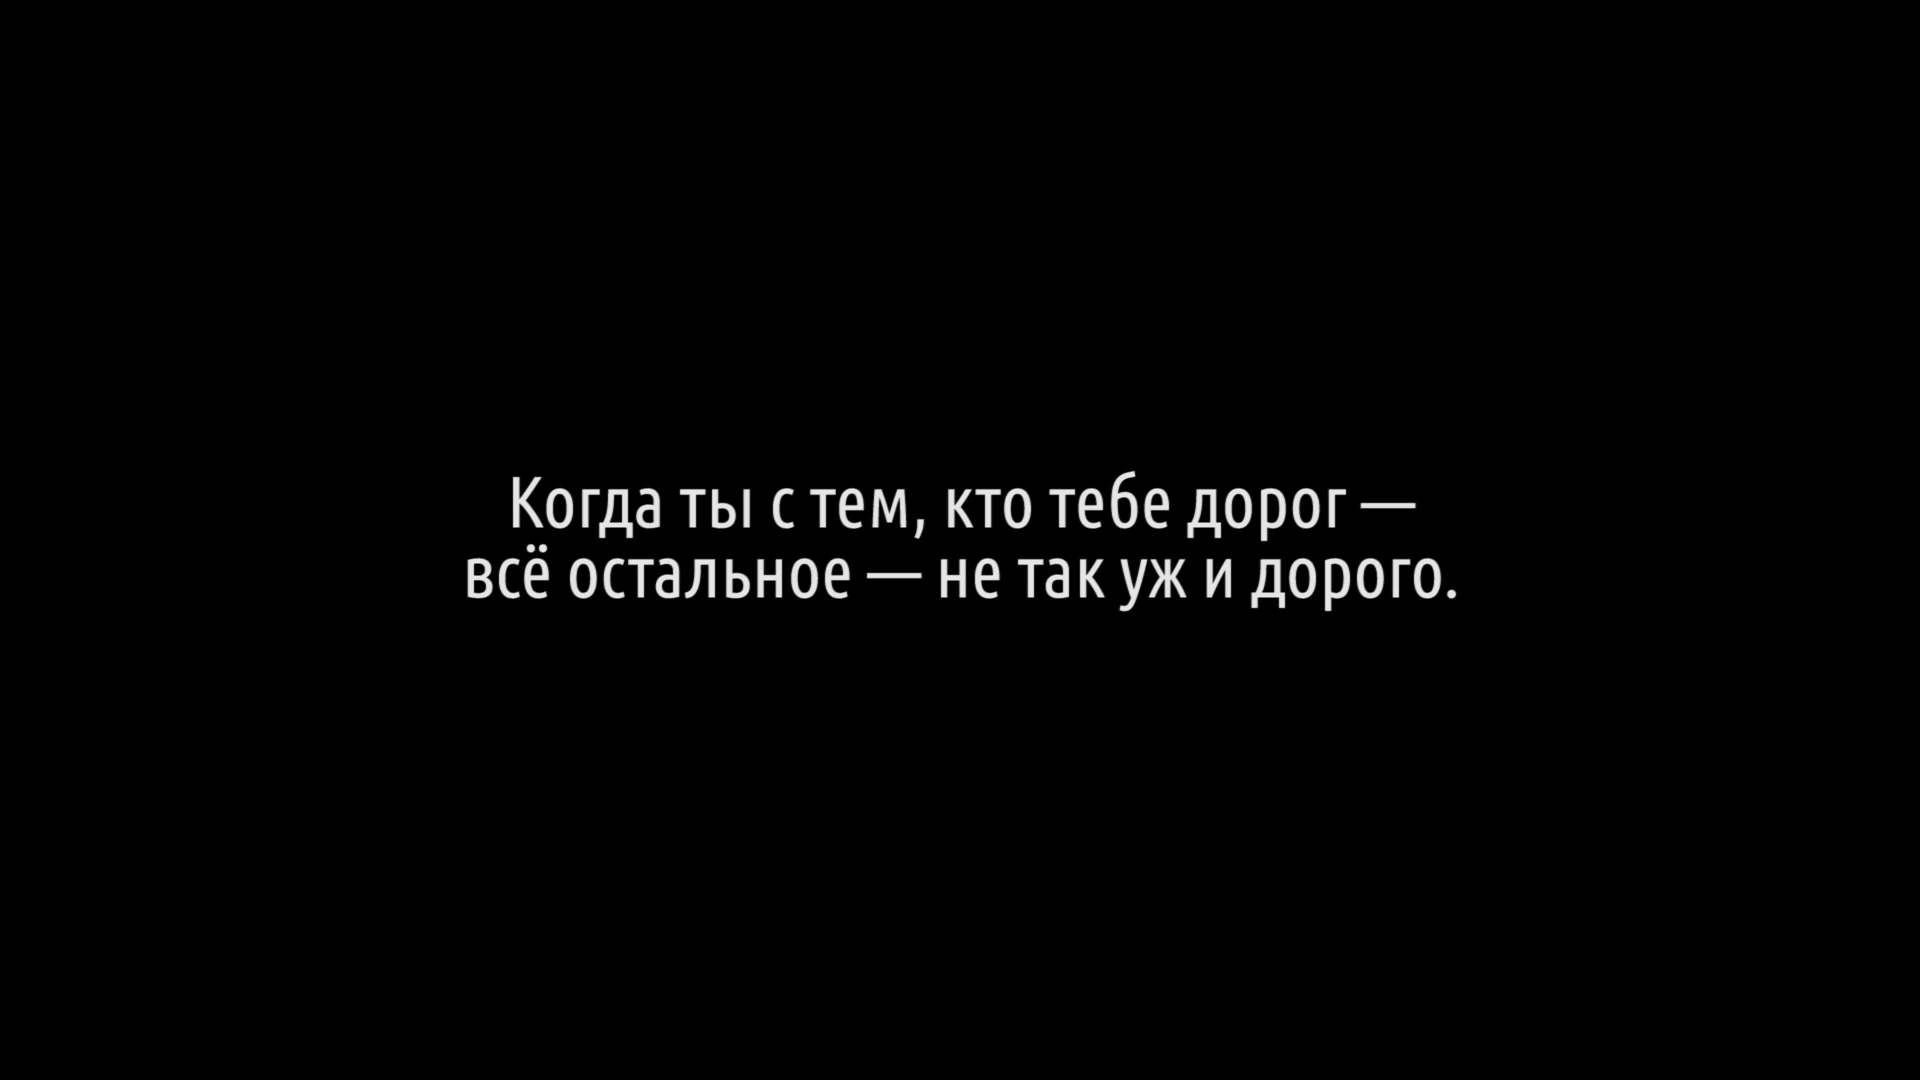 Когда ты с тем, кто тебе дорог —
всё остальное — не так уж и дорого.